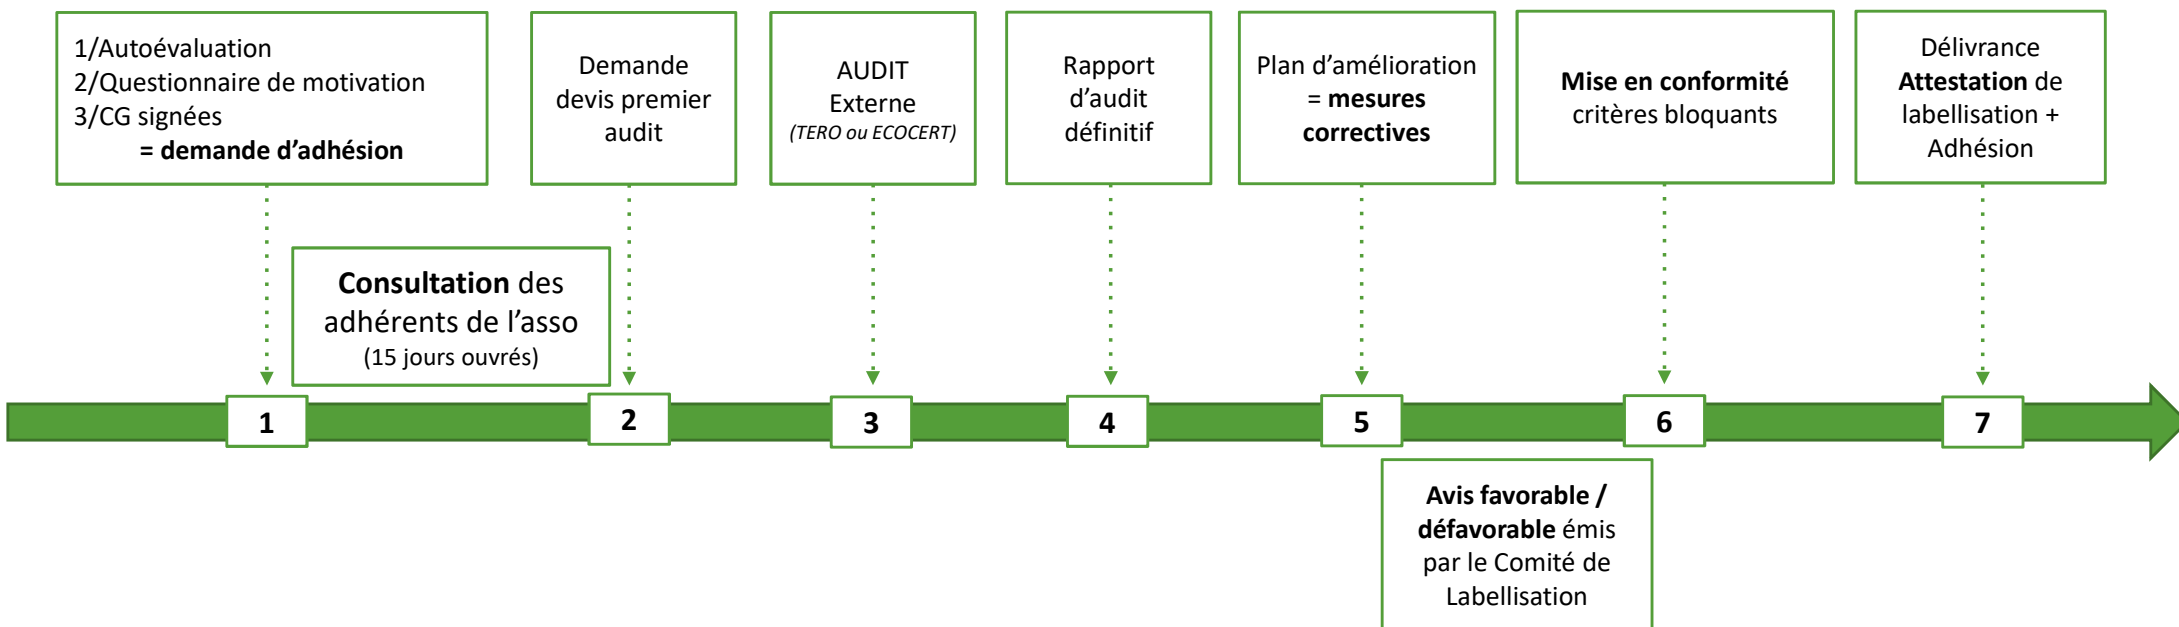 1/Autoévaluation
2/Questionnaire de motivation
3/CG signées
= demande d’adhésion
Demande
devis premier
audit
AUDIT
Externe
(TERO ou ECOCERT)
Rapport
d’audit
définitif
Plan d’amélioration
= mesures
correctives
Mise en conformité
critères bloquants
Délivrance
Attestation de
labellisation +
Adhésion
Consultation des
adhérents de l’asso
(15 jours ouvrés)
1
2
3
4
5
6
7
Avis favorable /
défavorable émis
par le Comité de
Labellisation